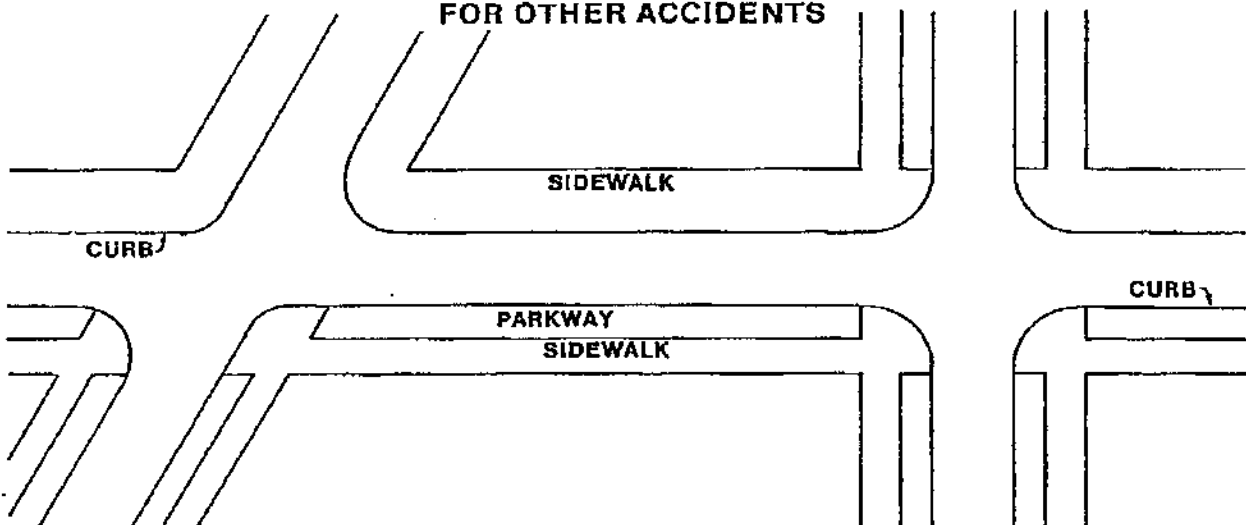 FOR OTHER ACCIDENTS
SIDEWALK
CURB
CURB
PARKWAY
SIDEWALK